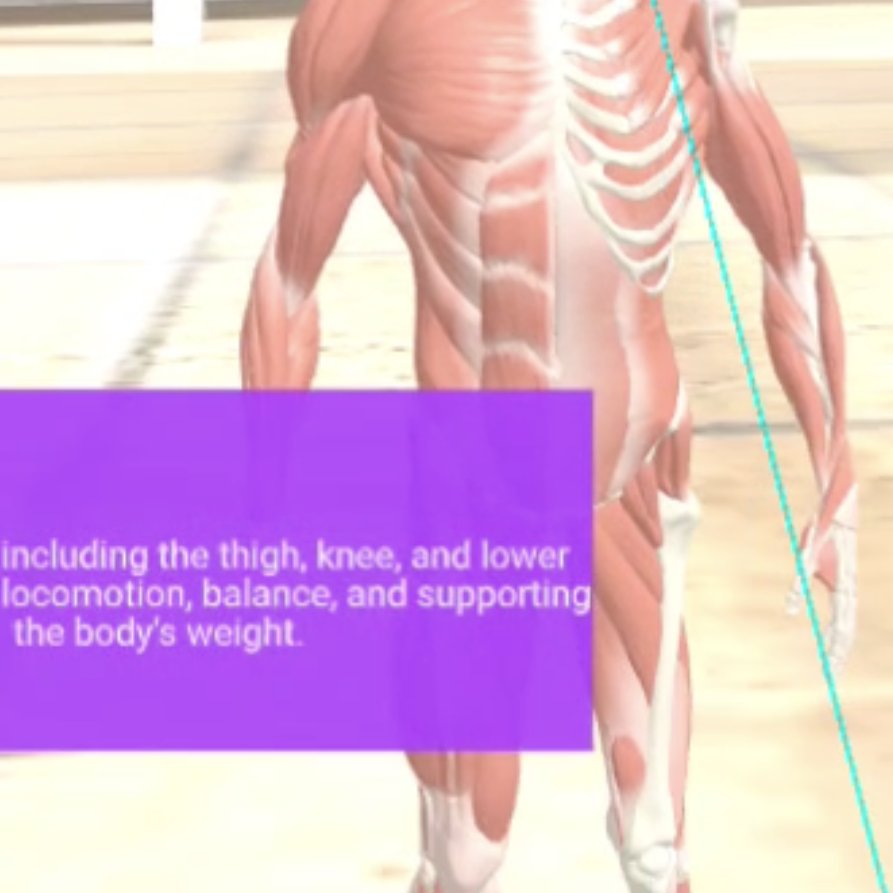 including the thigh, knee, and lower
locomotion, balance, and supporting
the body's weight.